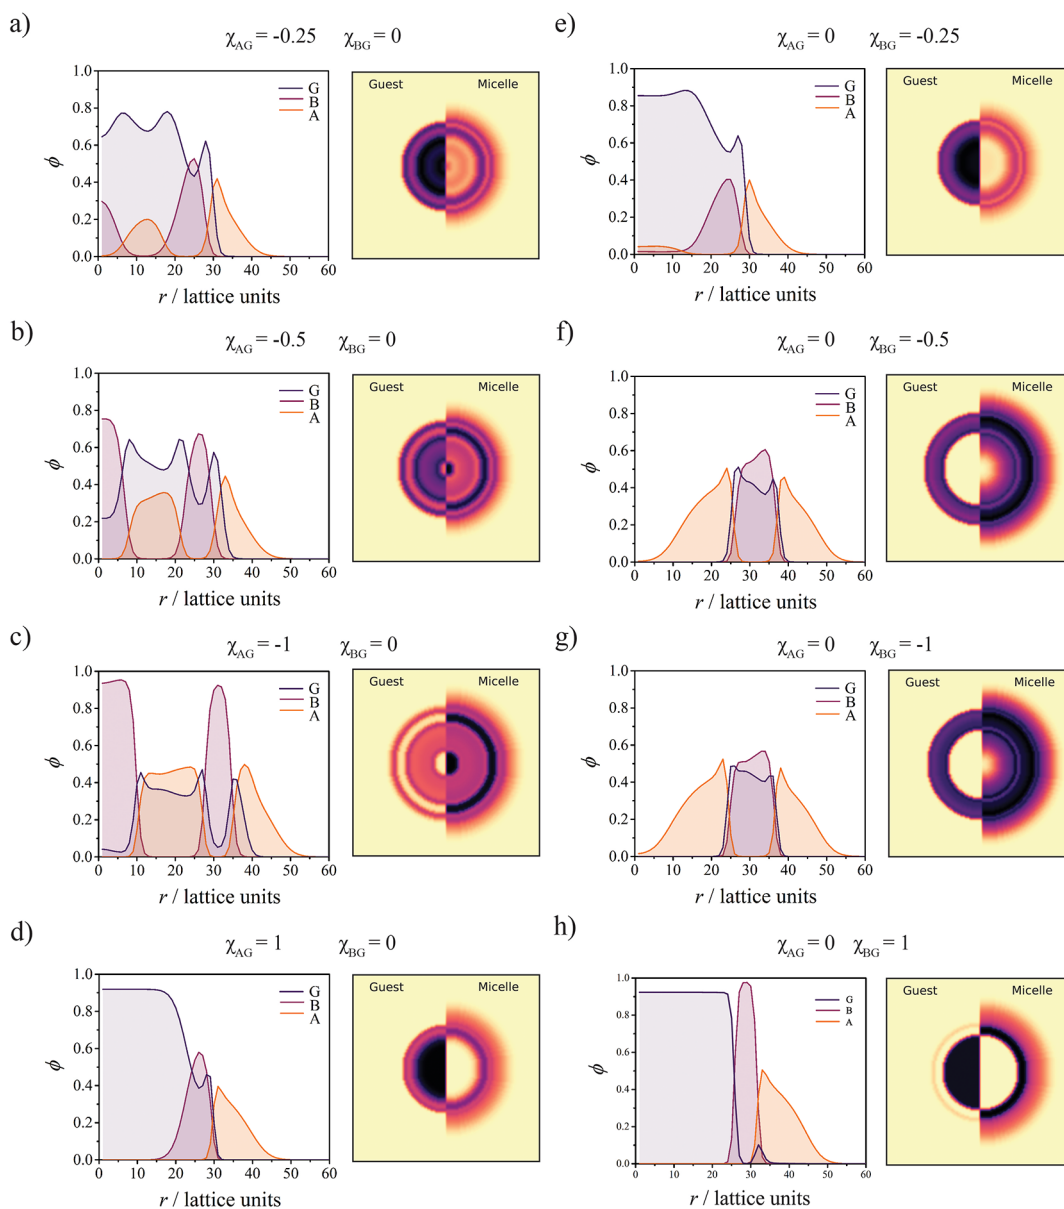 a)
χAG = -0.25 χBG = 0
1.0
0.8
0.6
0.4
0.2
0.0
ϕ
G
B
A
0 10 20 30 40 50 60
r / lattice units
Guest Micelle
b)
χAG = -0.5 χBG = 0
1.0
0.8
0.6
0.4
0.2
0.0
ϕ
G
B
A
0 10 20 30 40 50 60
r / lattice units
Guest Micelle
c)
χAG = -1 χBG = 0
1.0
0.8
0.6
0.4
0.2
0.0
ϕ
G
B
A
0 10 20 30 40 50 60
r / lattice units
Guest Micelle
d)
χAG = 1 χBG = 0
1.0
0.8
0.6
0.4
0.2
0.0
ϕ
G
B
A
0 10 20 30 40 50 60
r / lattice units
Guest Micelle
e)
χAG = 0 χBG = -0.25
1.0
0.8
0.6
0.4
0.2
0.0
ϕ
G
B
A
0 10 20 30 40 50 60
r / lattice units
Guest Micelle
f)
χAG = 0 χBG = -0.5
1.0
0.8
0.6
0.4
0.2
0.0
ϕ
G
B
A
0 10 20 30 40 50 60
r / lattice units
Guest Micelle
g)
χAG = 0 χBG = -1
1.0
0.8
0.6
0.4
0.2
0.0
ϕ
G
B
A
0 10 20 30 40 50 60
r / lattice units
Guest Micelle
h)
χAG = 0 χBG = 1
1.0
0.8
0.6
0.4
0.2
0.0
ϕ
G
B
A
0 10 20 30 40 50 60
r / lattice units
Guest Micelle